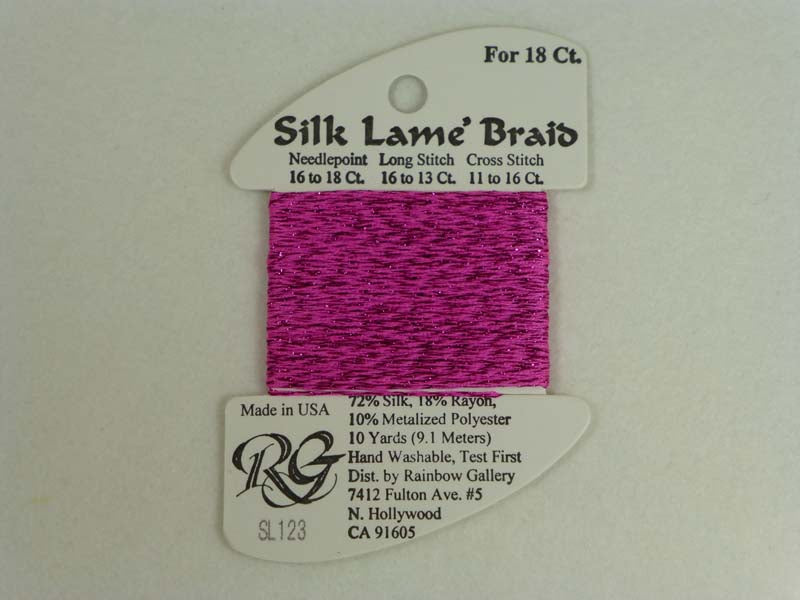 For 18 Ct.
Silk Lame' Braid
Needlepoint Long Stitch Cross Stitch
16 to 18 Ct. 16 to 13 Ct. 11 to 16 Ct.
Made in USA
RG
SL123
72% Silk, 18% Rayon,
10% Metalized Polyester
10 Yards (9.1 Meters)
Hand Washable, Test First
Dist. by Rainbow Gallery
7412 Fulton Ave. #5
N. Hollywood
CA 91605